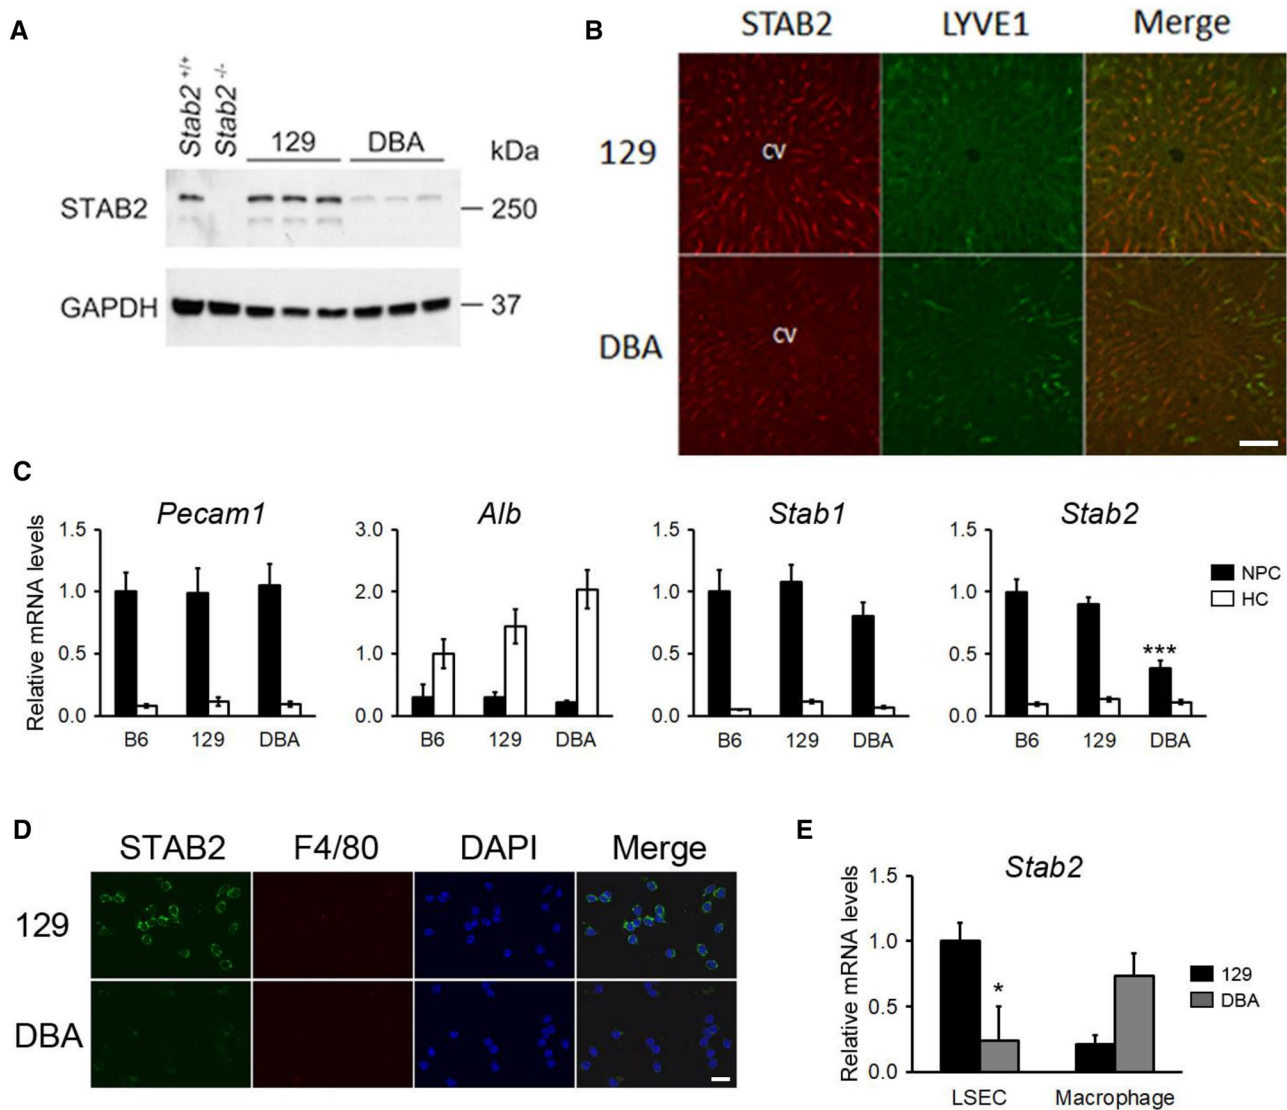 A
Stab2+/+
Stab2-/-
129
DBA
kDa
STAB2
250
GAPDH
37
B
STAB2
LYVE1
Merge
129
CV
DBA
CV
C
Pecam1
Alb
Stab1
Stab2
Relative mRNA levels
1.5
1.0
0.5
0.0
B6
129
DBA
3.0
2.0
1.0
0.0
B6
129
DBA
1.5
1.0
0.5
0.0
B6
129
DBA
1.5
1.0
0.5
0.0
***
B6
129
DBA
NPC
HC
D
STAB2
F4/80
DAPI
Merge
129
DBA
E
Stab2
Relative mRNA levels
1.5
1.0
0.5
0.0
*
LSEC
Macrophage
129
DBA